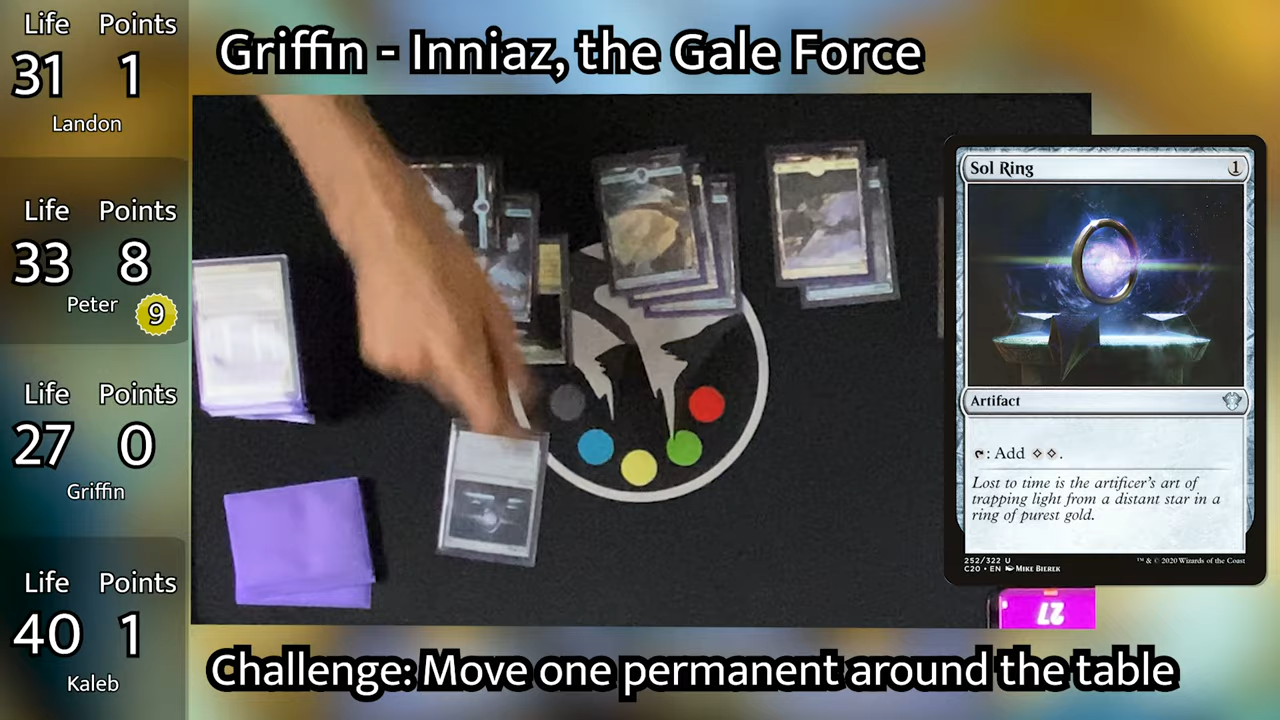 Life Points
31 1
Landon
Life Points
33 8
Peter 9
Life Points
27 0
Griffin
Life Points
40 1
Kaleb
Griffin - Inniaz, the Gale Force
Sol Ring 1
Artifact
: Add .
Lost to time is the artificer's art of
trapping light from a distant star in a
ring of purest gold.
252/322 U
C20 • EN Mike Bierek
™ & © 2020 Wizards of the Coast
27
Challenge: Move one permanent around the table